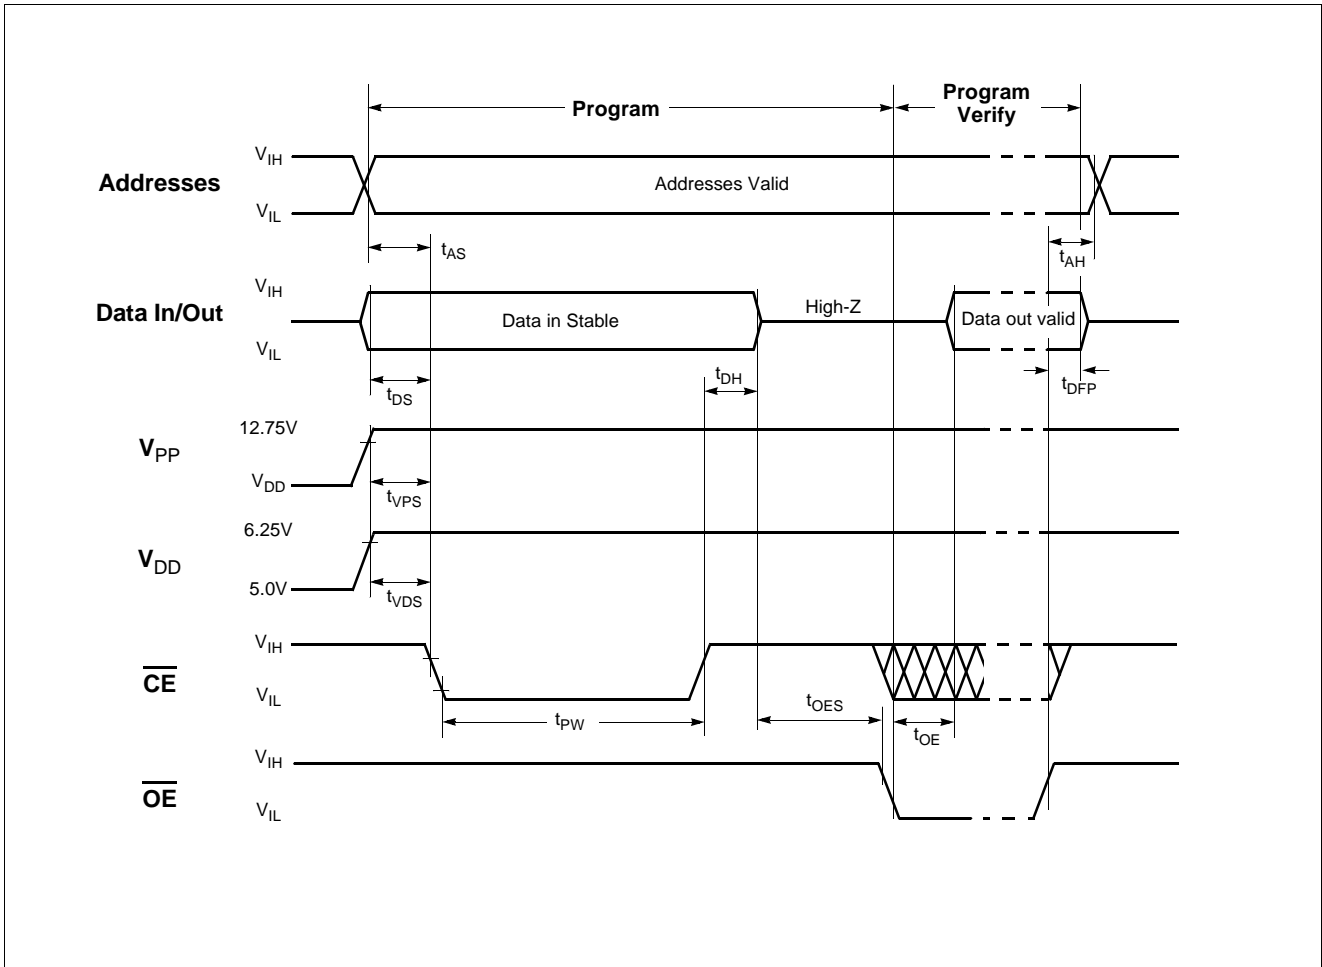 Program
Program
Verify
Addresses
VIH
VIL
Addresses Valid
tAS
tAH
Data In/Out
VIH
VIL
Data in Stable
High-Z
Data out valid
tDS
tDH
tDFP
VPP
12.75V
VDD
tVPS
VDD
6.25V
5.0V
tVDS
CE
VIH
VIL
tPW
tOES
tOE
OE
VIH
VIL